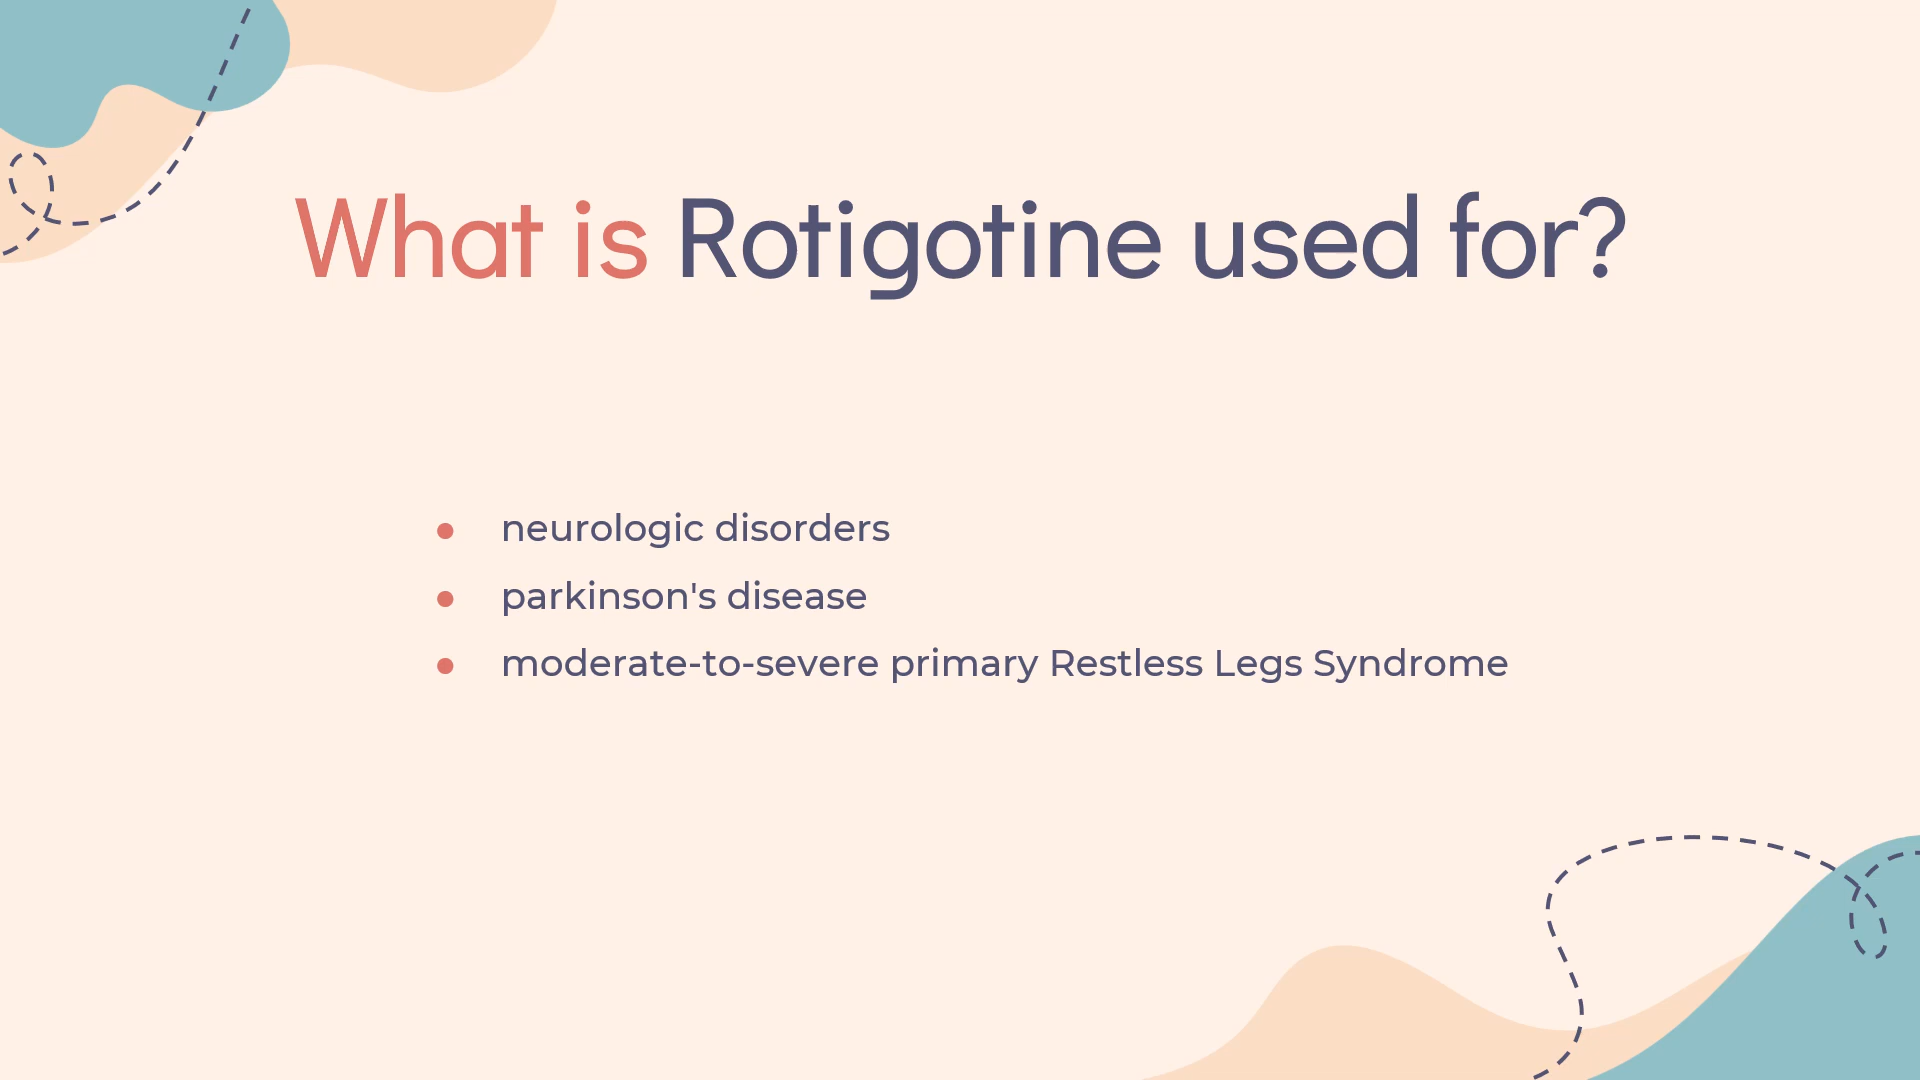 What is Rotigotine used for?
neurologic disorders
parkinson's disease
moderate-to-severe primary Restless Legs Syndrome